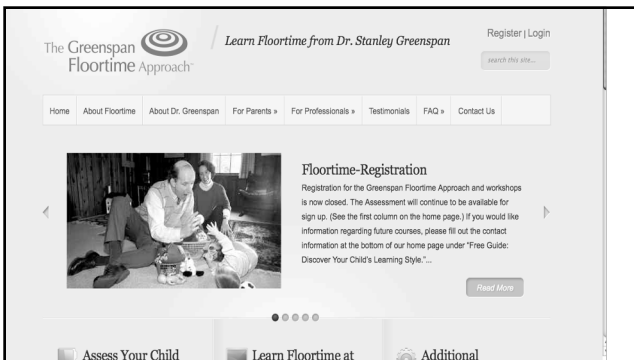 The Greenspan
Floortime Approach™
Learn Floortime from Dr. Stanley Greenspan
Register | Login
search this site...
Home About Floortime About Dr. Greenspan For Parents » For Professionals » Testimonials FAQ » Contact Us
Floortime-Registration
Registration for the Greenspan Floortime Approach and workshops
is now closed. The Assessment will continue to be available for
sign up. (See the first column on the home page.) If you would like
information regarding future courses, please fill out the contact
information at the bottom of our home page under "Free Guide:
Discover Your Child's Learning Style."...
Read More
Assess Your Child
Learn Floortime at
Additional